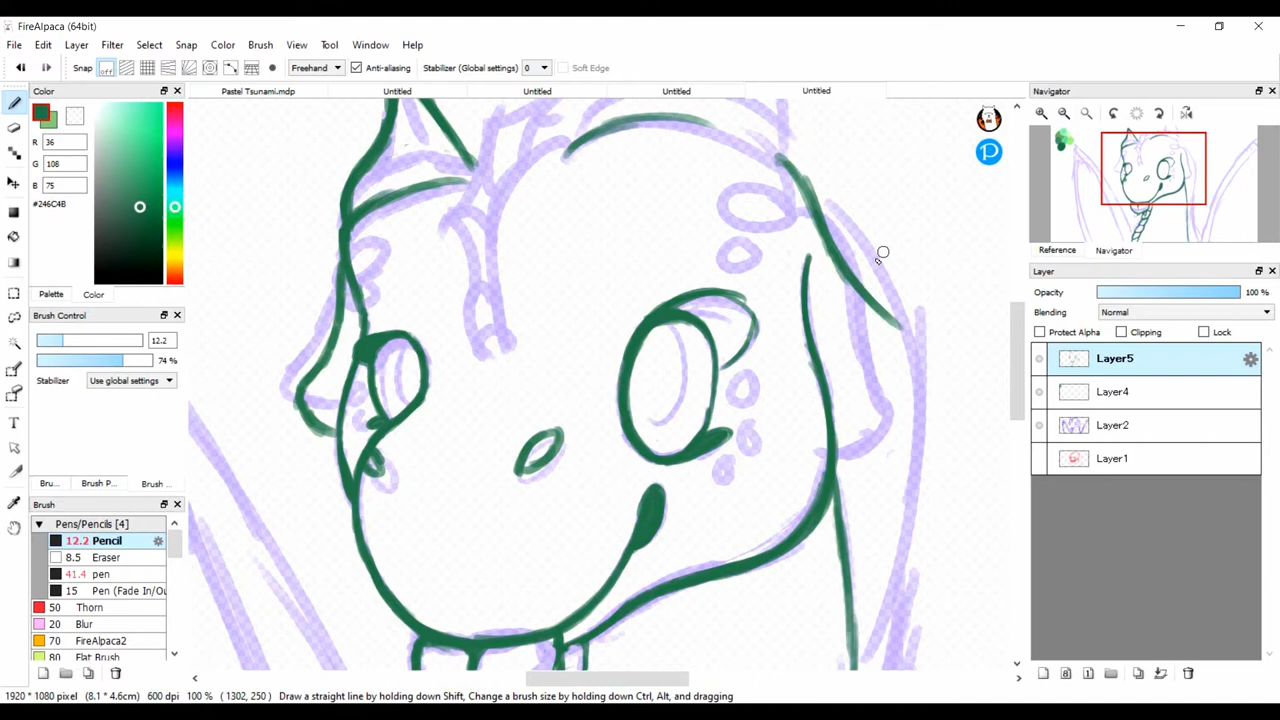 FireAlpaca (64bit)
File Edit Layer Filter Select Snap Color Brush View Tool Window Help
Snap off Freehand Anti-aliasing Stabilizer (Global settings) 0 Soft Edge
Color
Pastel Tsunami.mdp Untitled Untitled Untitled Untitled
Navigator
R 36
G 108
B 75
#246C4B
Palette Color
Reference Navigator
Layer
Opacity 100 %
Blending Normal
Protect Alpha Clipping Lock
Brush Control
12.2
74 %
Stabilizer Use global settings
Layer5
Layer4
Layer2
Layer1
Bru... Brush P... Brush ...
Brush
Pens/Pencils [4]
12.2 Pencil
8.5 Eraser
41.4 pen
15 Pen (Fade In/Ou
50 Thorn
20 Blur
70 FireAlpaca2
80 Flat Brush
1920 * 1080 pixel (8.1 * 4.6cm) 600 dpi 100 % ( 1302, 250 ) Draw a straight line by holding down Shift, Change a brush size by holding down Ctrl, Alt, and dragging